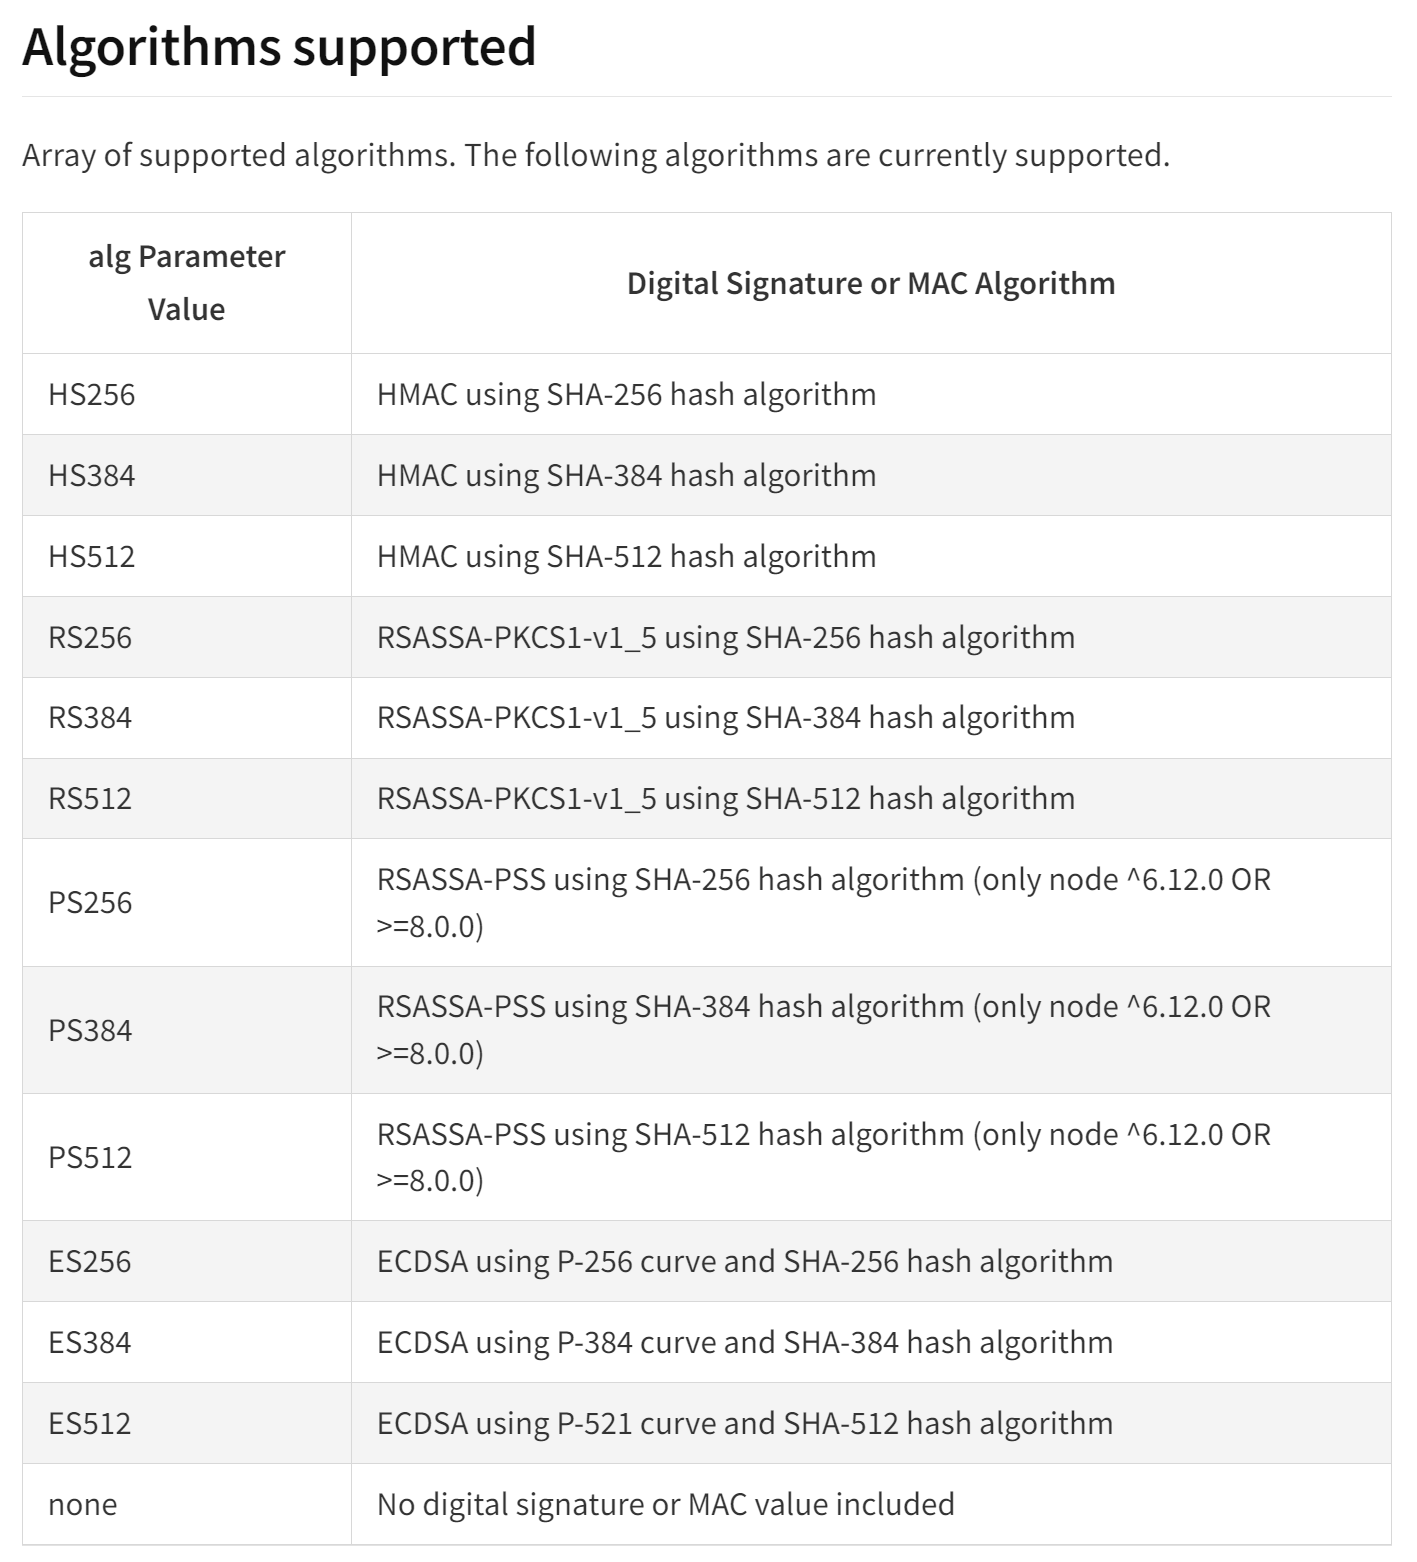 Algorithms supported
Array of supported algorithms. The following algorithms are currently supported.
alg Parameter
Value
Digital Signature or MAC Algorithm
HS256
HMAC using SHA-256 hash algorithm
HS384
HMAC using SHA-384 hash algorithm
HS512
HMAC using SHA-512 hash algorithm
RS256
RSASSA-PKCS1-v1_5 using SHA-256 hash algorithm
RS384
RSASSA-PKCS1-v1_5 using SHA-384 hash algorithm
RS512
RSASSA-PKCS1-v1_5 using SHA-512 hash algorithm
PS256
RSASSA-PSS using SHA-256 hash algorithm (only node ^6.12.0 OR
>=8.0.0)
PS384
RSASSA-PSS using SHA-384 hash algorithm (only node ^6.12.0 OR
>=8.0.0)
PS512
RSASSA-PSS using SHA-512 hash algorithm (only node ^6.12.0 OR
>=8.0.0)
ES256
ECDSA using P-256 curve and SHA-256 hash algorithm
ES384
ECDSA using P-384 curve and SHA-384 hash algorithm
ES512
ECDSA using P-521 curve and SHA-512 hash algorithm
none
No digital signature or MAC value included